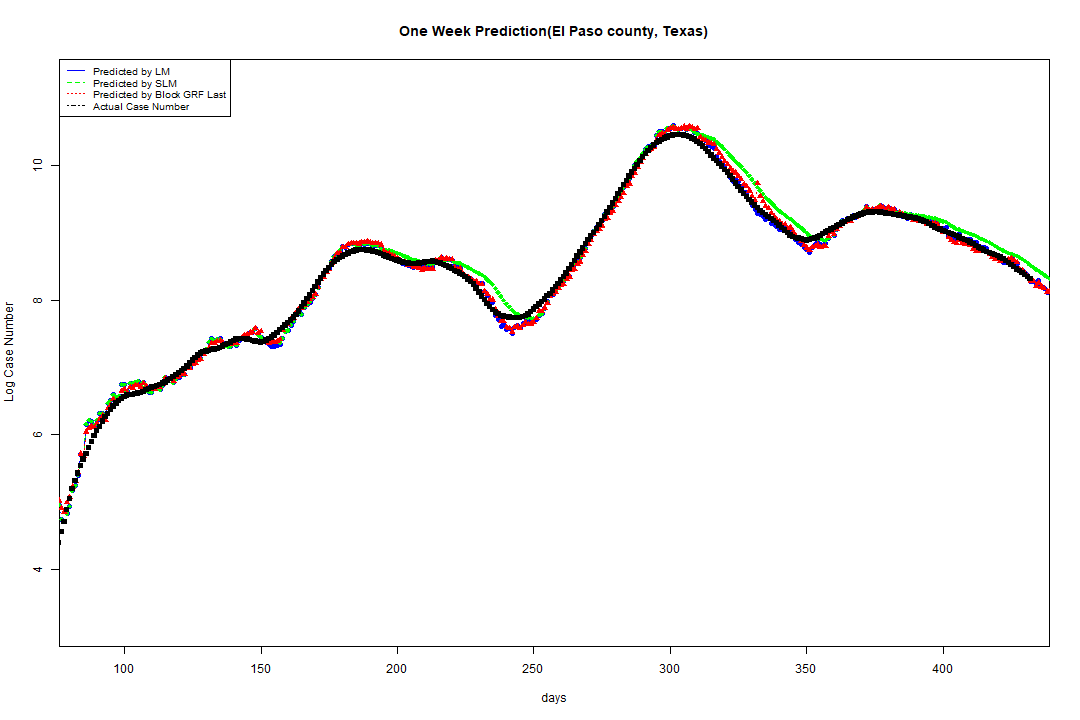 One Week Prediction(El Paso county, Texas)
Predicted by LM
Predicted by SLM
Predicted by Block GRF Last
Actual Case Number
Log Case Number
10
8
6
4
100 150 200 250 300 350 400
days